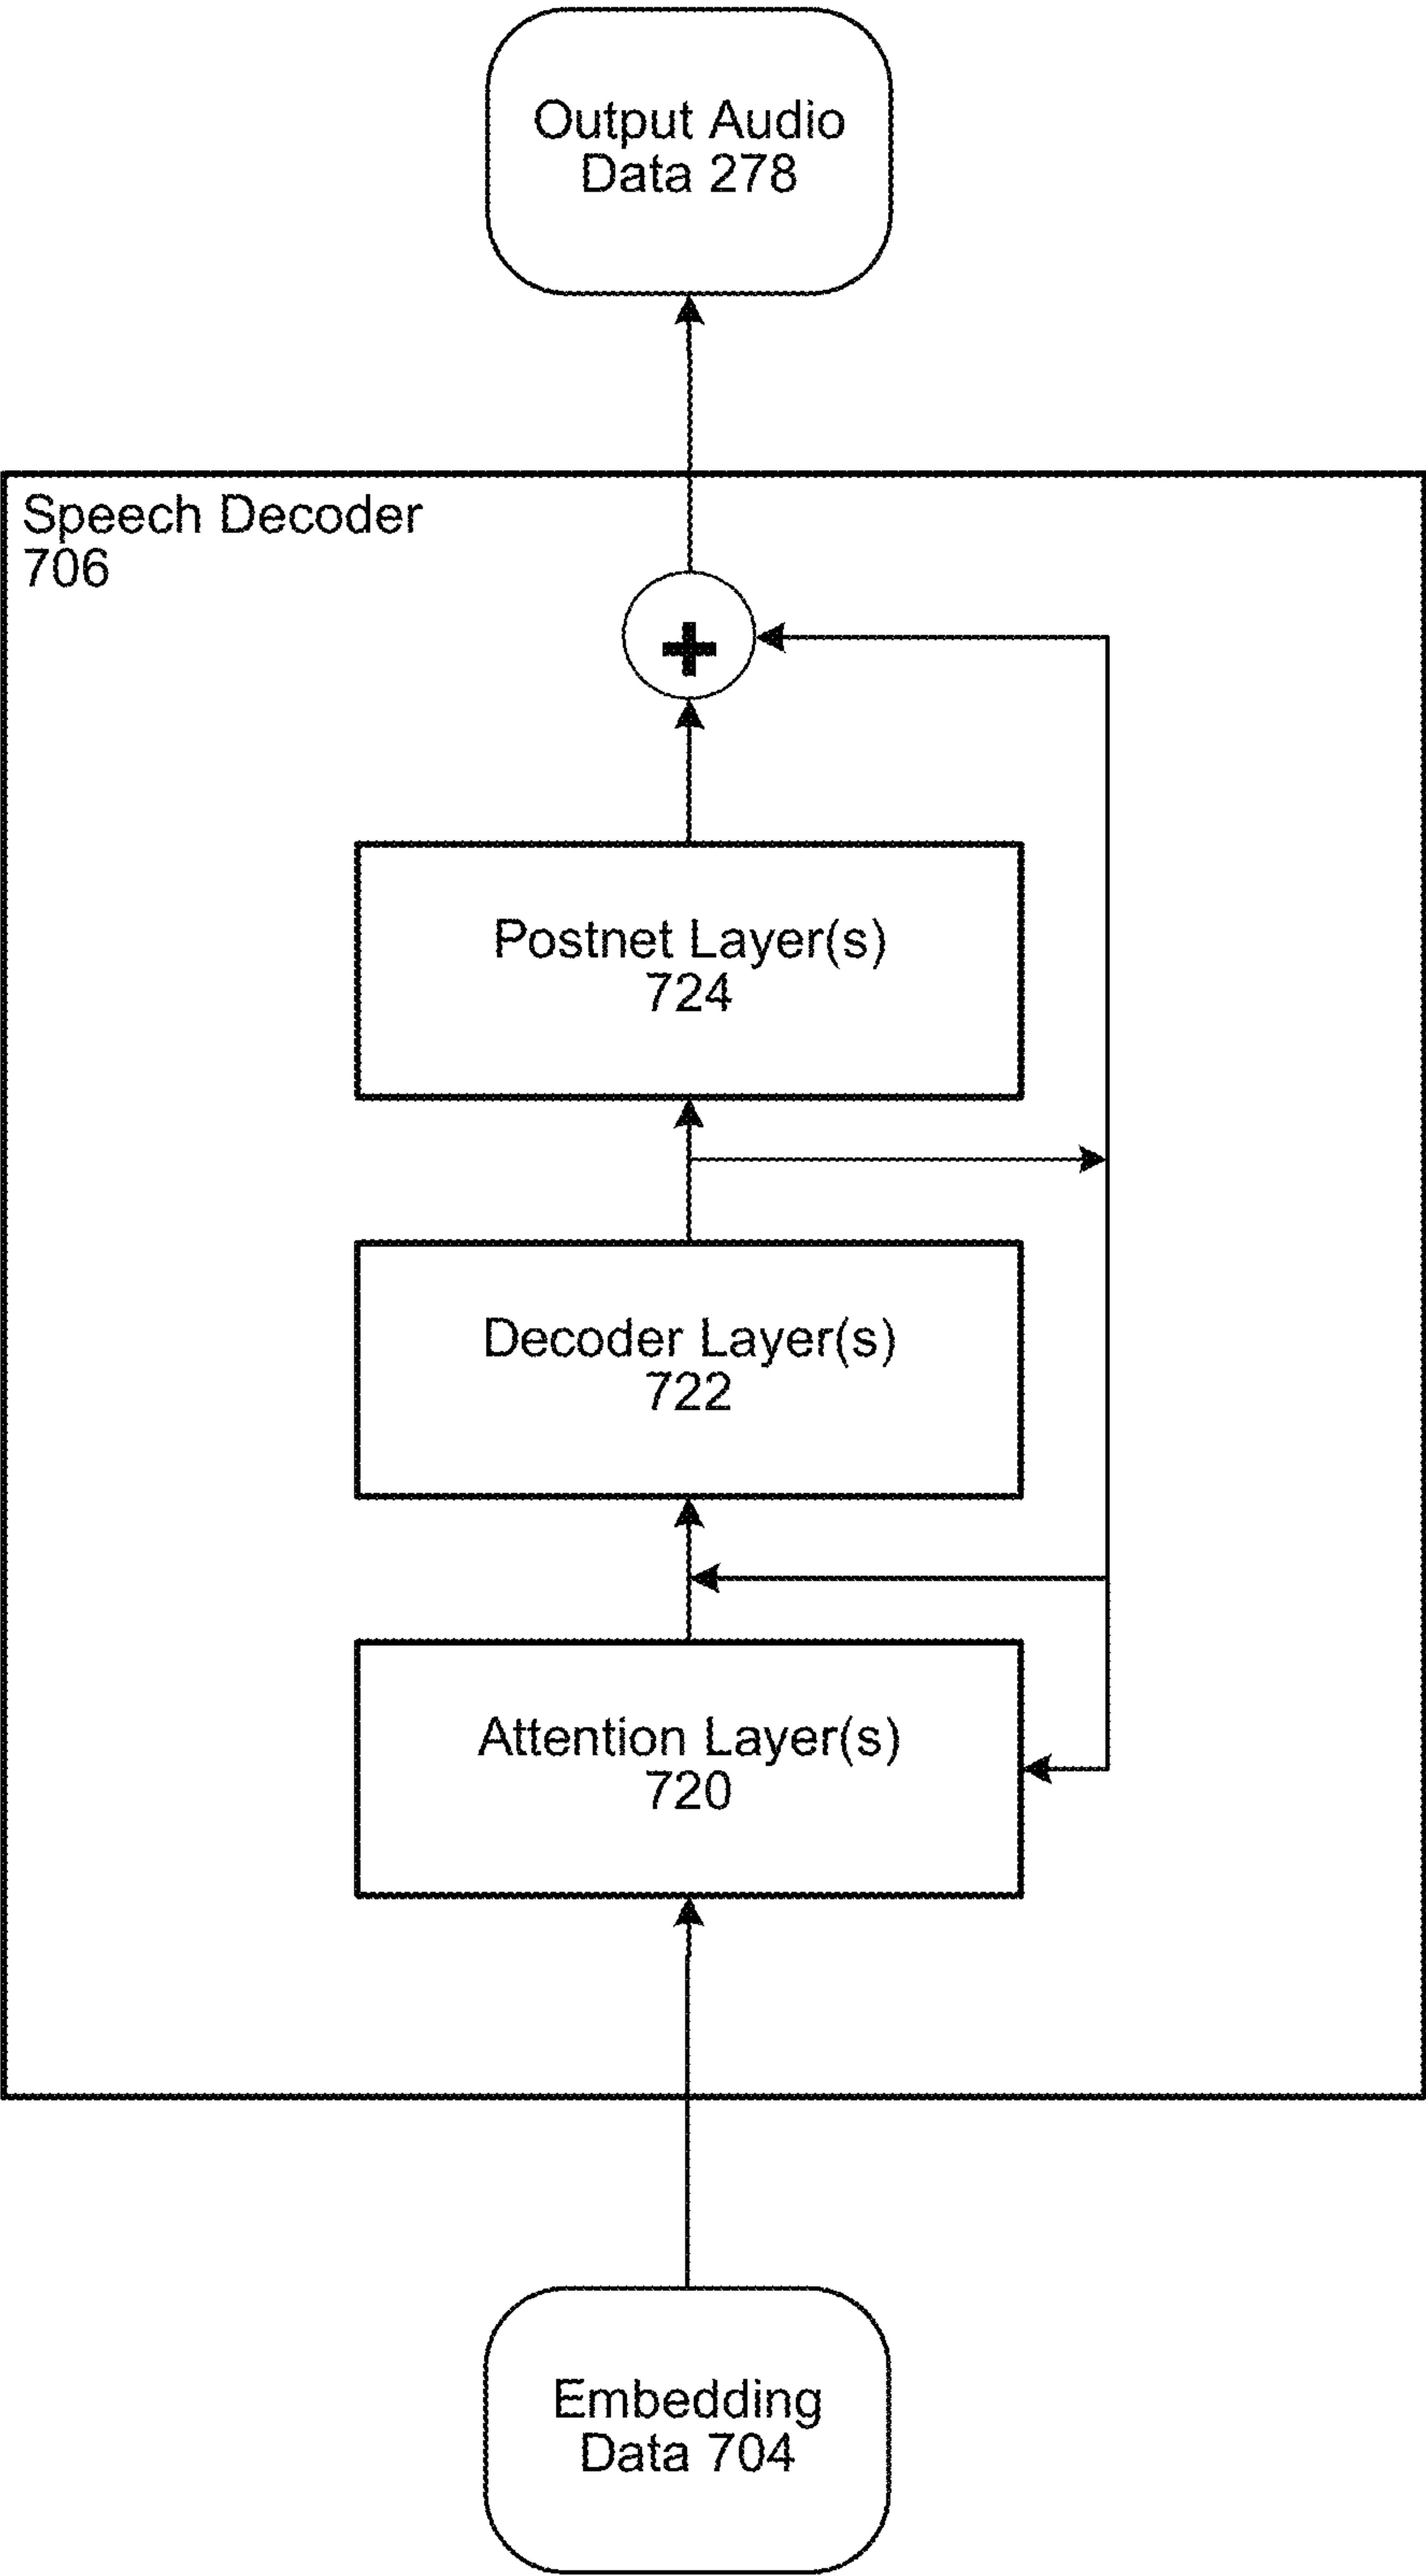 Output Audio
Data 278
Speech Decoder
706
+
Postnet Layer(s)
724
Decoder Layer(s)
722
Attention Layer(s)
720
Embedding
Data 704